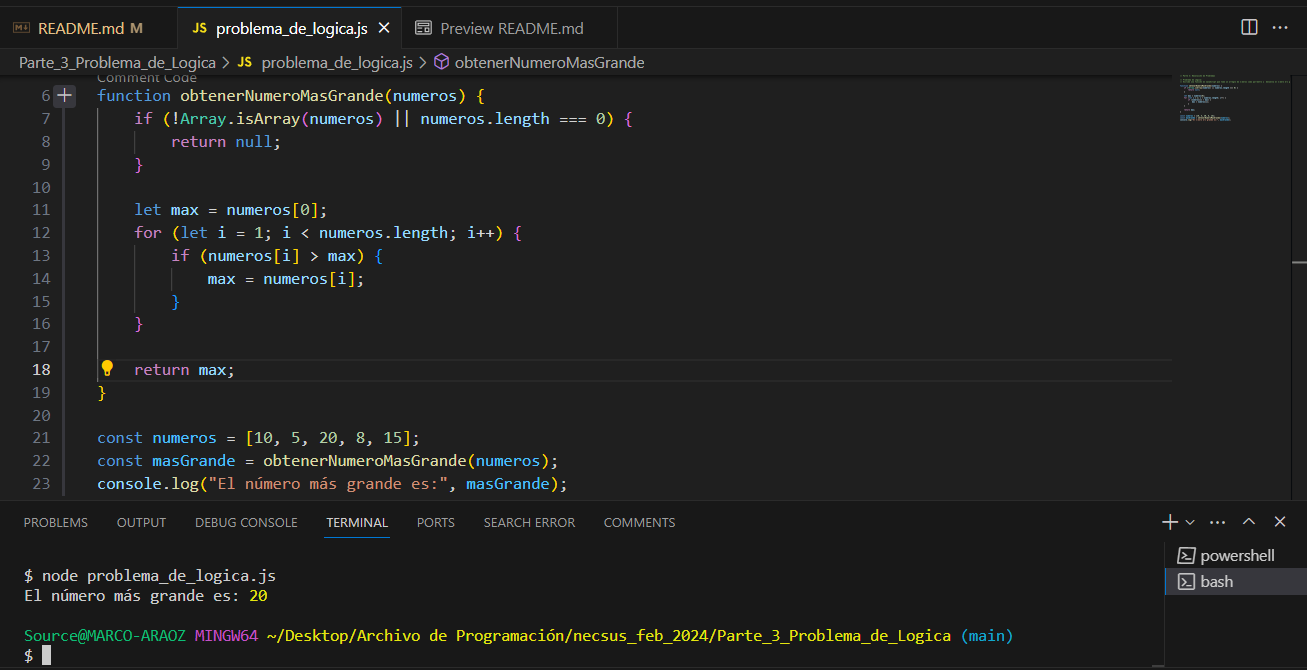 README.md M JS problema_de_logica.js Preview README.md
Parte_3_Problema_de_Logica > JS problema_de_logica.js > obtenerNumeroMasGrande
Comment Code
6 function obtenerNumeroMasGrande(numeros) {
7 if (!Array.isArray(numeros) || numeros.length === 0) {
8 return null;
9 }
10
11 let max = numeros[0];
12 for (let i = 1; i < numeros.length; i++) {
13 if (numeros[i] > max) {
14 max = numeros[i];
15 }
16 }
17
18 return max;
19 }
20
21 const numeros = [10, 5, 20, 8, 15];
22 const masGrande = obtenerNumeroMasGrande(numeros);
23 console.log("El número más grande es:", masGrande);
PROBLEMS OUTPUT DEBUG CONSOLE TERMINAL PORTS SEARCH ERROR COMMENTS
$ node problema_de_logica.js
El número más grande es: 20
Source@MARCO-ARAOZ MINGW64 ~/Desktop/Archivo de Programación/necsus_feb_2024/Parte_3_Problema_de_Logica (main)
$
powershell
bash